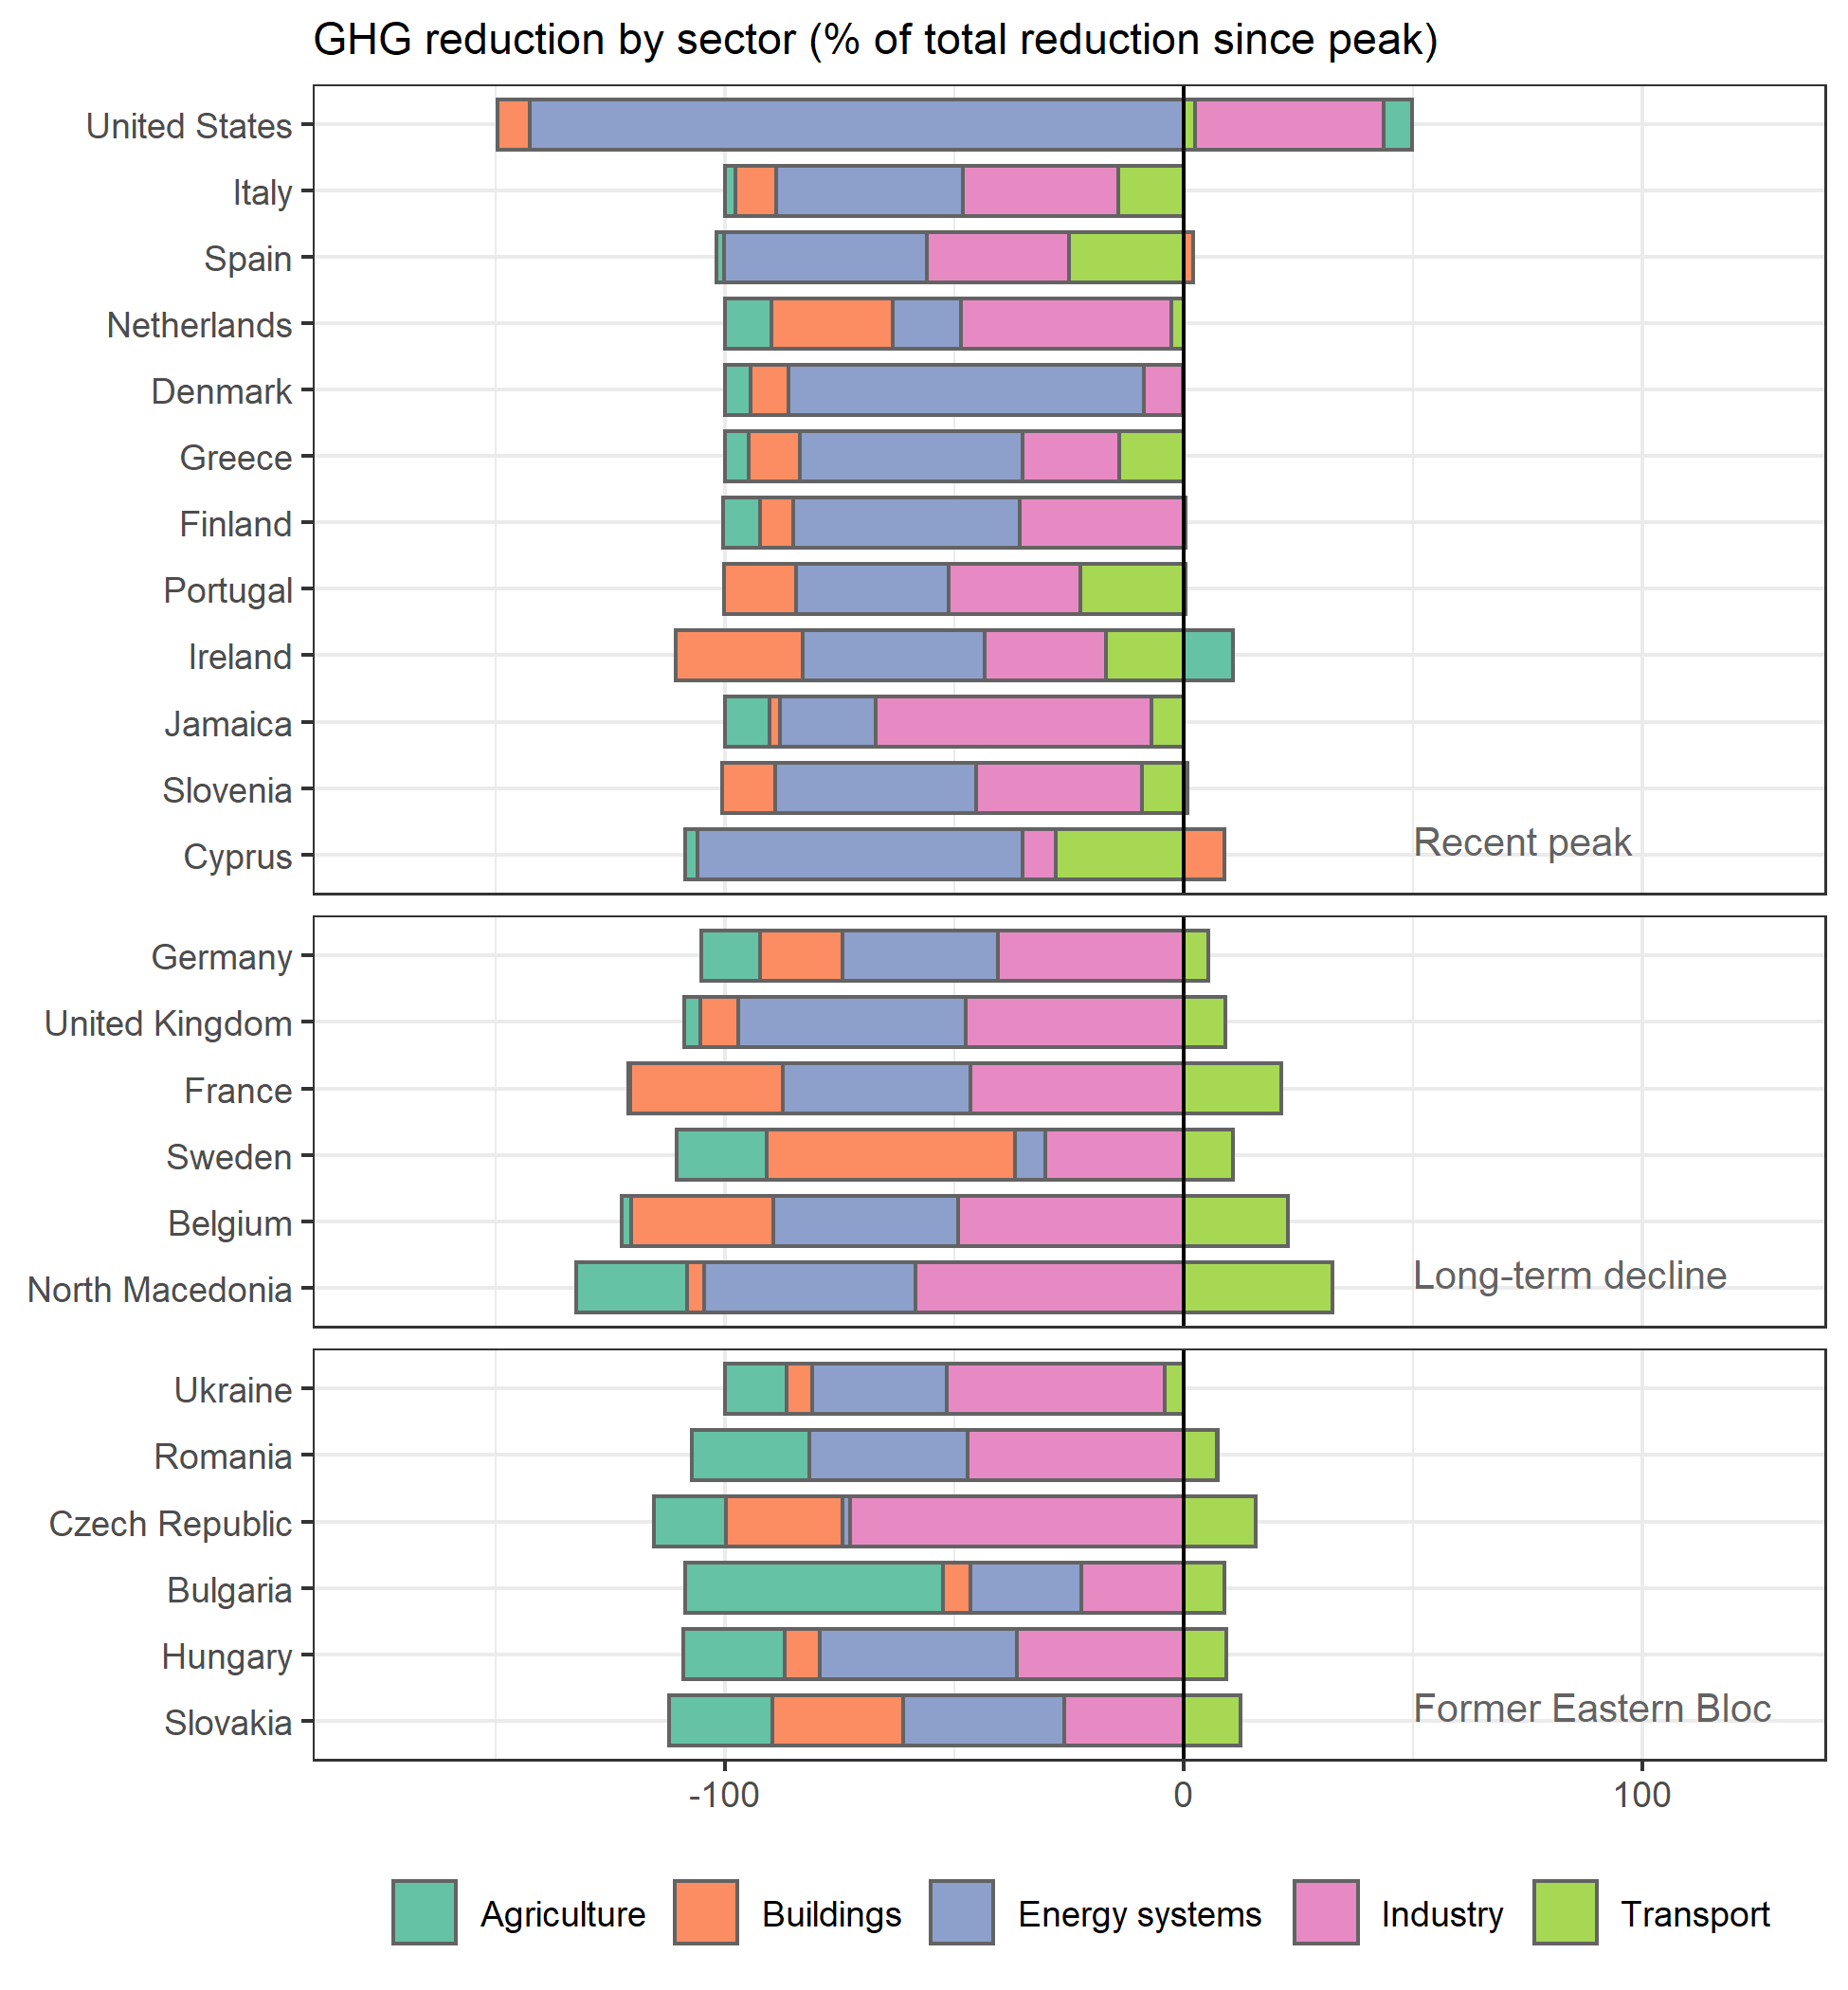 GHG reduction by sector (% of total reduction since peak)
United States
Italy
Spain
Netherlands
Denmark
Greece
Finland
Portugal
Ireland
Jamaica
Slovenia
Cyprus
Recent peak
Germany
United Kingdom
France
Sweden
Belgium
North Macedonia
Long-term decline
Ukraine
Romania
Czech Republic
Bulgaria
Hungary
Slovakia
Former Eastern Bloc
-100 0 100
Agriculture Buildings Energy systems Industry Transport